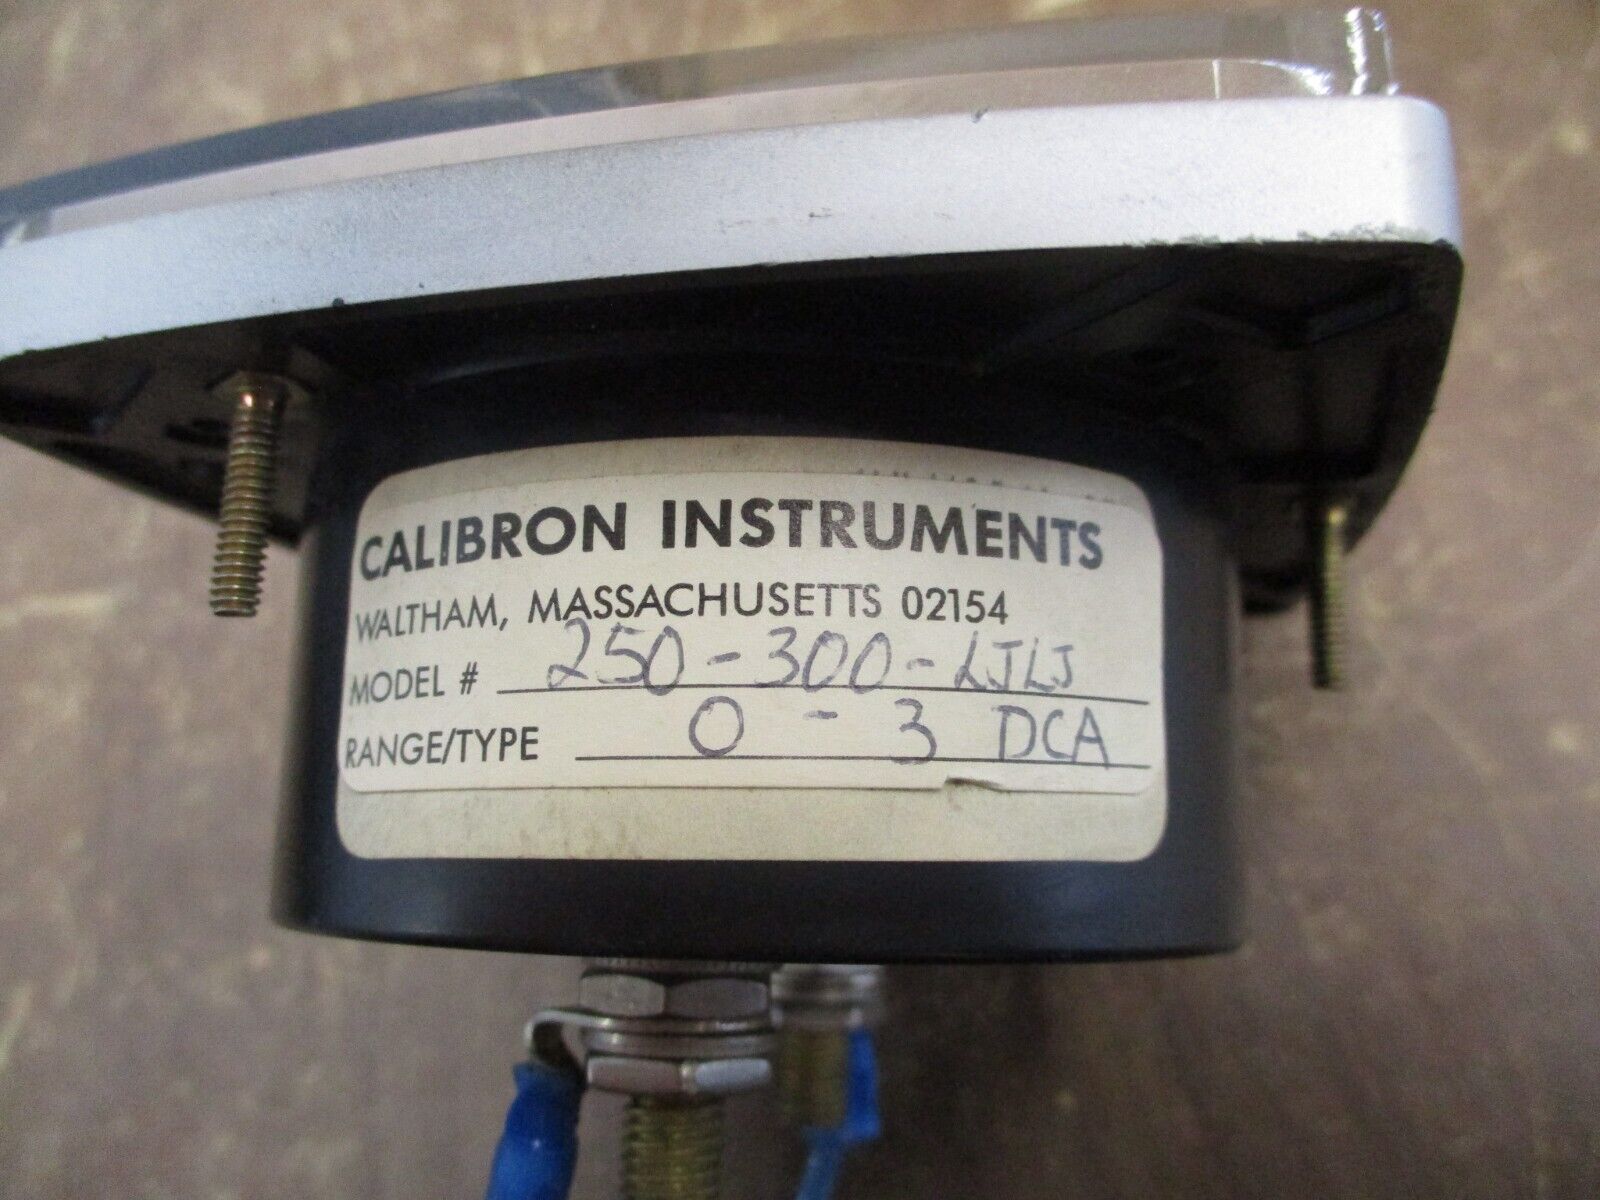 CALIBRON INSTRUMENTS
WALTHAM, MASSACHUSETTS 02154
MODEL # 250-300-LJLJ
RANGE/TYPE 0 - 3 DCA